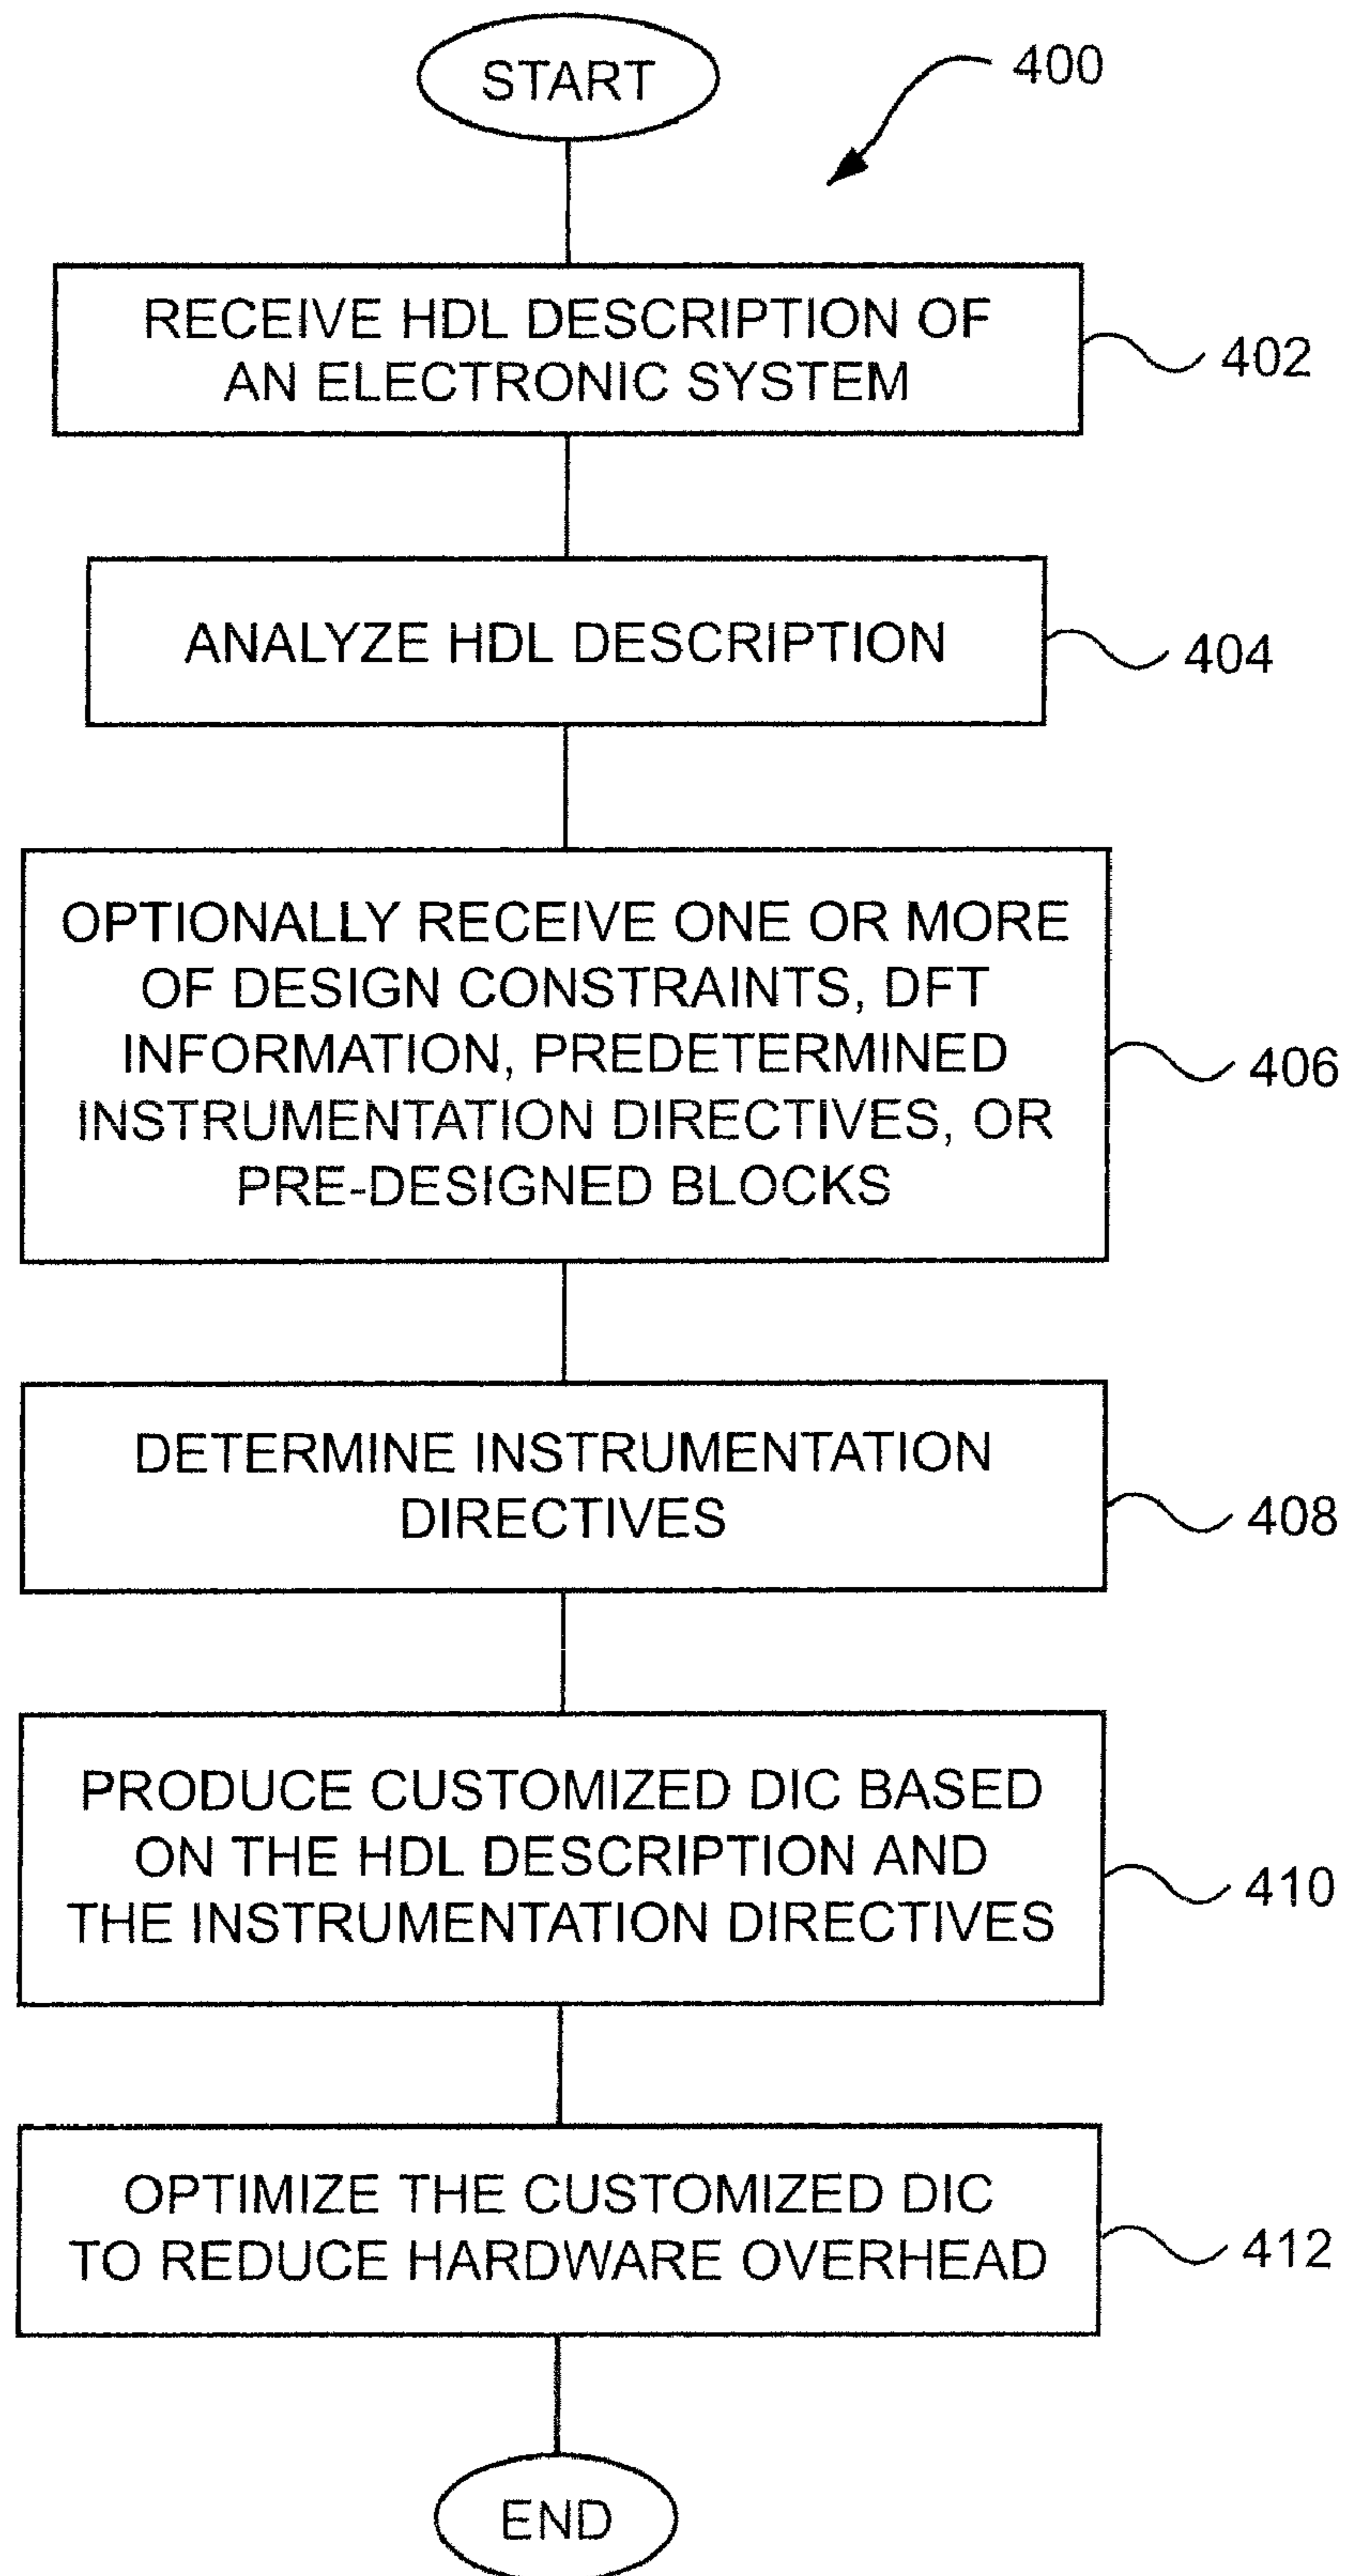 START
400
RECEIVE HDL DESCRIPTION OF
AN ELECTRONIC SYSTEM
402
ANALYZE HDL DESCRIPTION
404
OPTIONALLY RECEIVE ONE OR MORE
OF DESIGN CONSTRAINTS, DFT
INFORMATION, PREDETERMINED
INSTRUMENTATION DIRECTIVES, OR
PRE-DESIGNED BLOCKS
406
DETERMINE INSTRUMENTATION
DIRECTIVES
408
PRODUCE CUSTOMIZED DIC BASED
ON THE HDL DESCRIPTION AND
THE INSTRUMENTATION DIRECTIVES
410
OPTIMIZE THE CUSTOMIZED DIC
TO REDUCE HARDWARE OVERHEAD
412
END